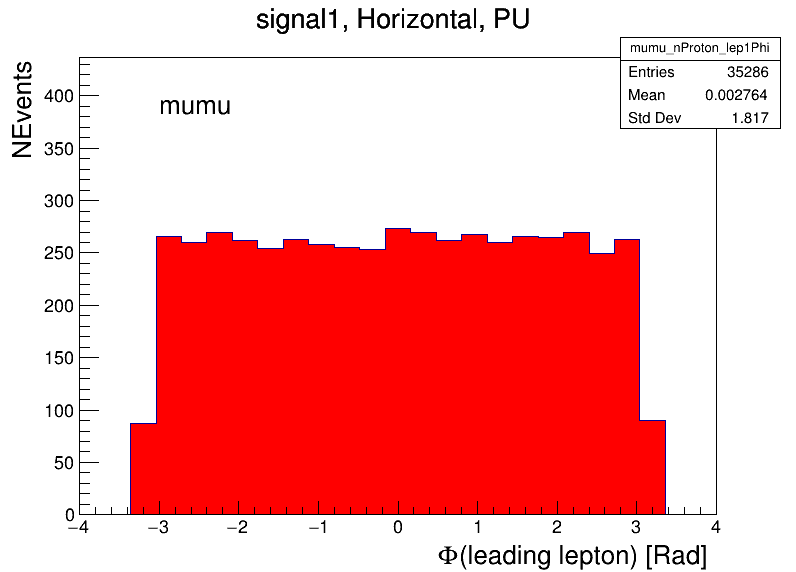 signal1, Horizontal, PU
mumu_nProton_lep1Phi
Entries 35286
Mean 0.002764
Std Dev 1.817
NEvents
mumu
400
350
300
250
200
150
100
50
0
−4 −3 −2 −1 0 1 2 3 4
Φ(leading lepton) [Rad]